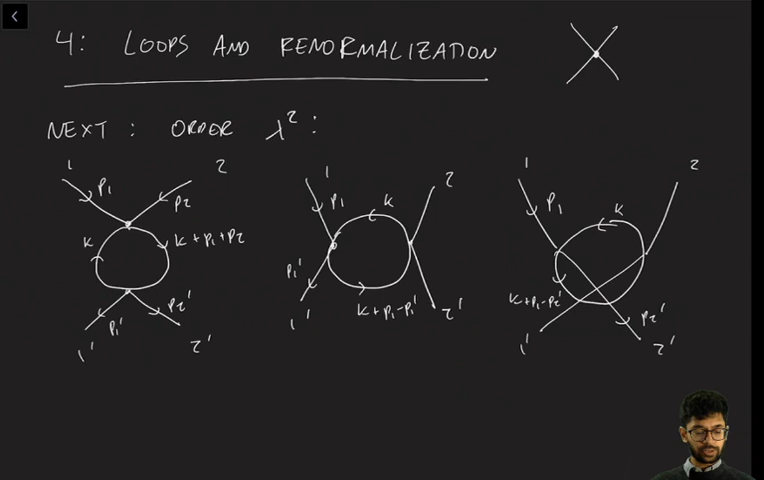 4: LOOPS AND RENORMALIZATION
NEXT: ORDER λ²:
1 2
p₁ p₂
k k+p₁+p₂
p₁' p₂'
1' 2'
1 2
p₁ k
p₁' k+p₁-p₁'
1' 2'
1 2
p₁ k
k+p₁-p₂' p₂'
1' 2'